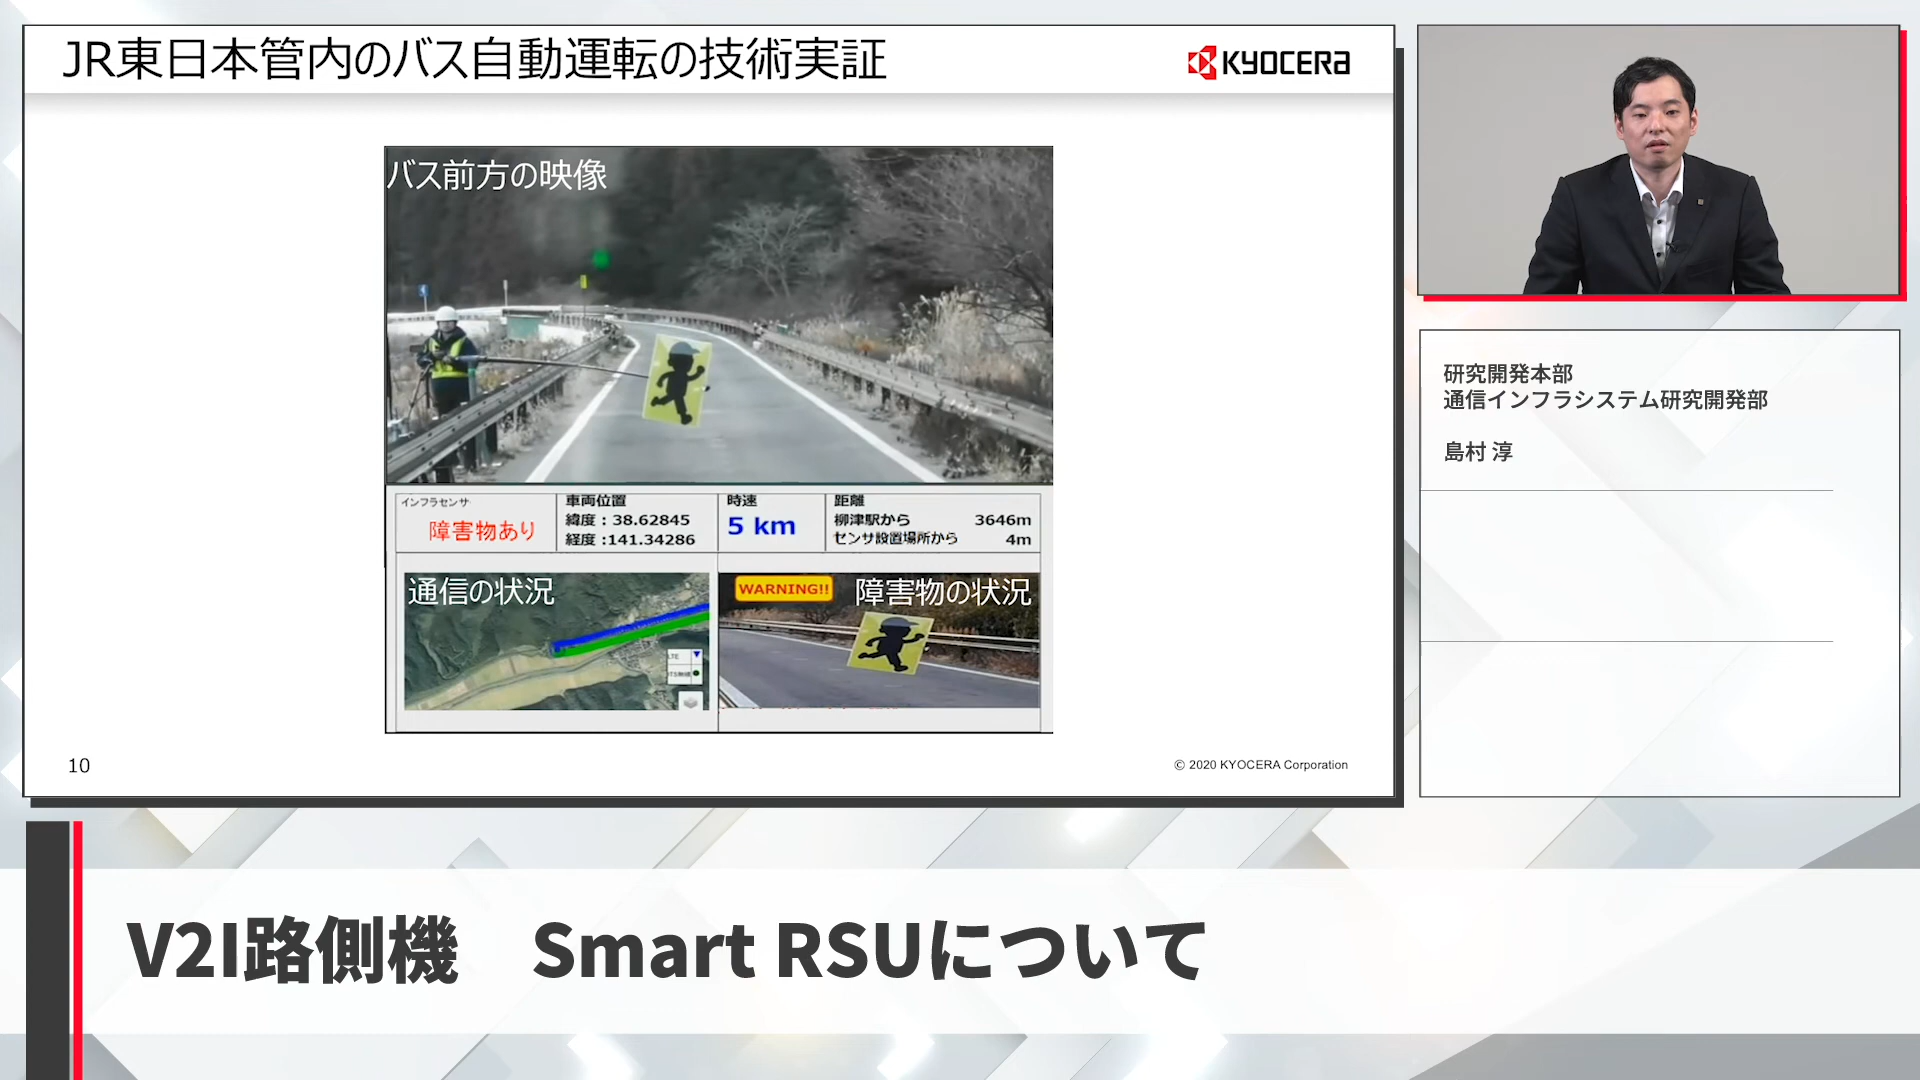 JR東日本管内のバス自動運転の技術実証
KYOCERA
バス前方の映像
インフラセンサ
障害物あり
車両位置
緯度：38.62845
経度：141.34286
時速
5 km
距離
柳津駅から 3646m
センサ設置場所から 4m
通信の状況
WARNING!!
障害物の状況
10
© 2020 KYOCERA Corporation
研究開発本部
通信インフラシステム研究開発部
島村 淳
V2I路側機　Smart RSUについて